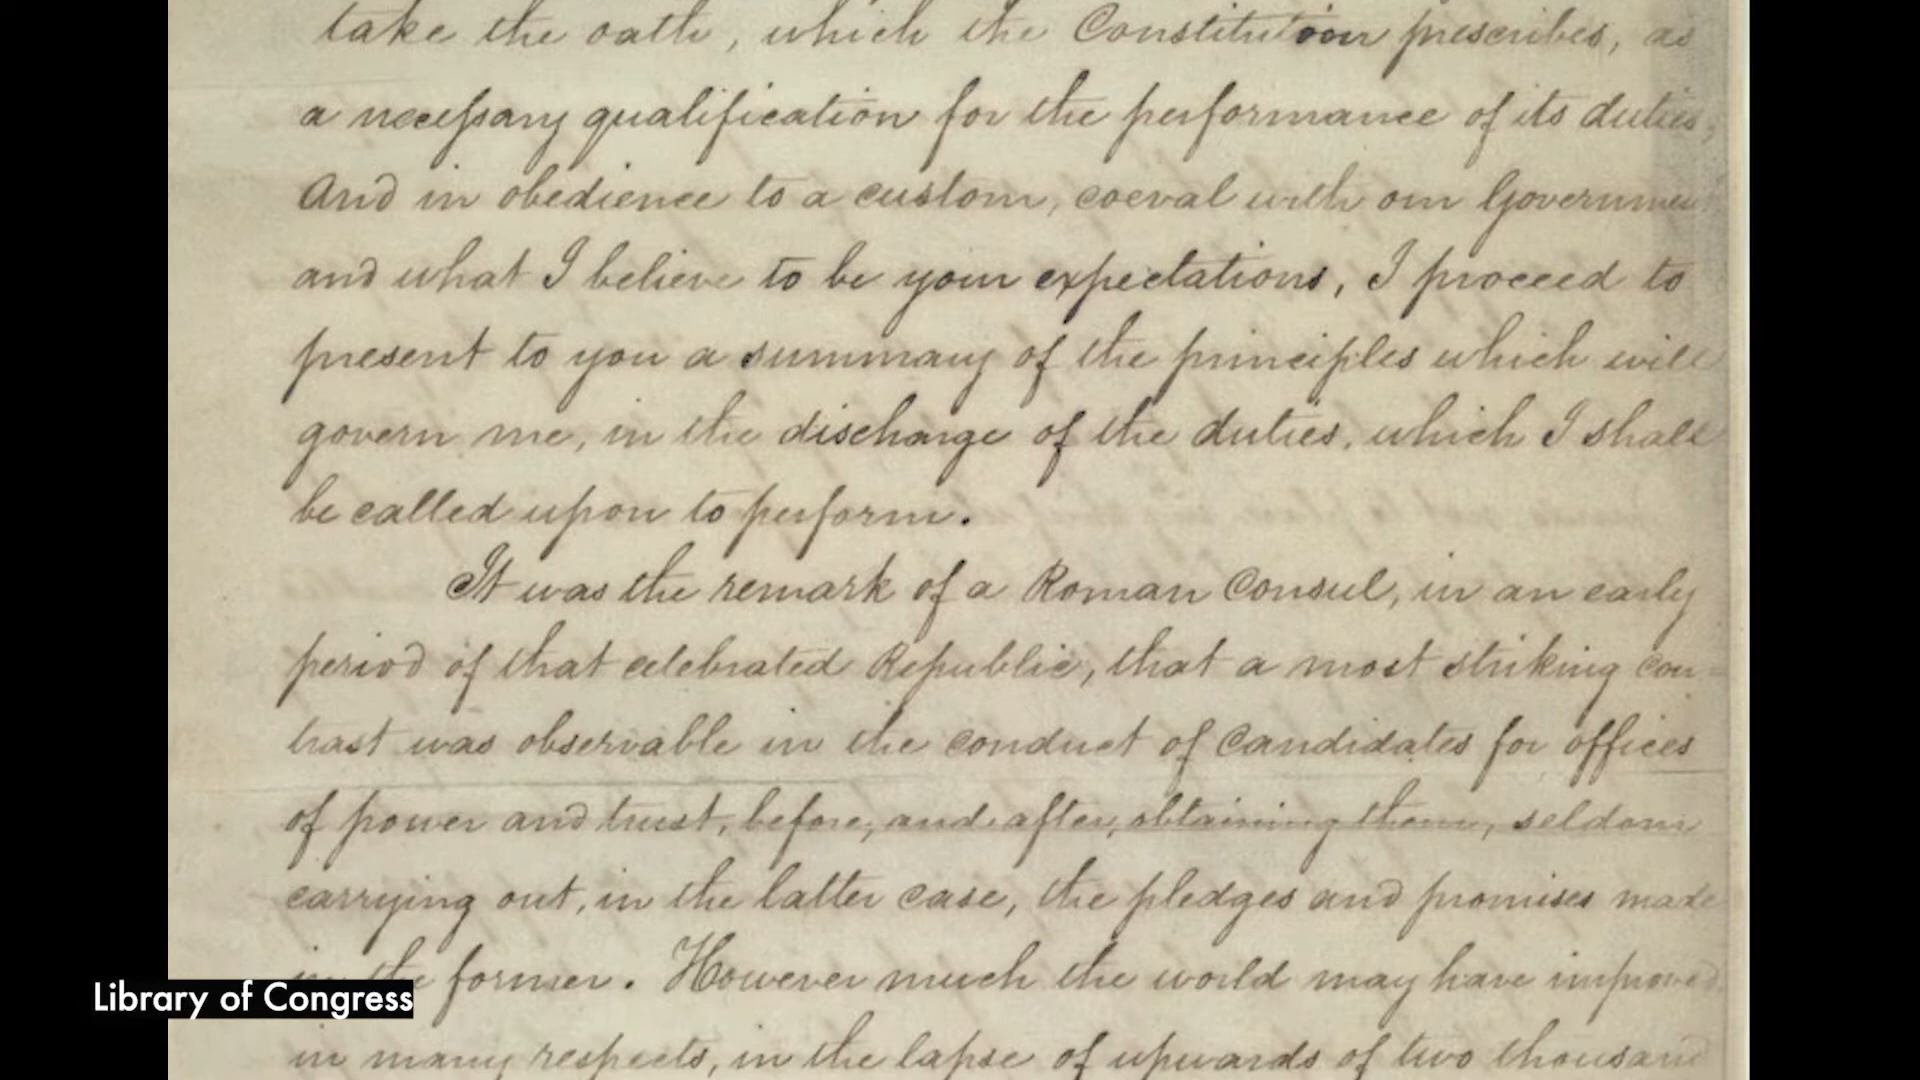 take the oath, which the Constitution prescribes, as
a necessary qualification for the performance of its duties,
And in obedience to a custom, coeval with our Governmen
and what I believe to be your expectations, I proceed to
present to you a summary of the principles which will
govern me, in the discharge of the duties, which I shall
be called upon to perform.
It was the remark of a Roman Consul, in an early
period of that celebrated Republic, that a most striking con-
trast was observable in the conduct of Candidates for offices
of power and trust, before, and after, obtaining them, seldom
carrying out, in the latter case, the pledges and promises made
in the former. However much the world may have improved
in many respects, in the lapse of upwards of two thousand
Library of Congress